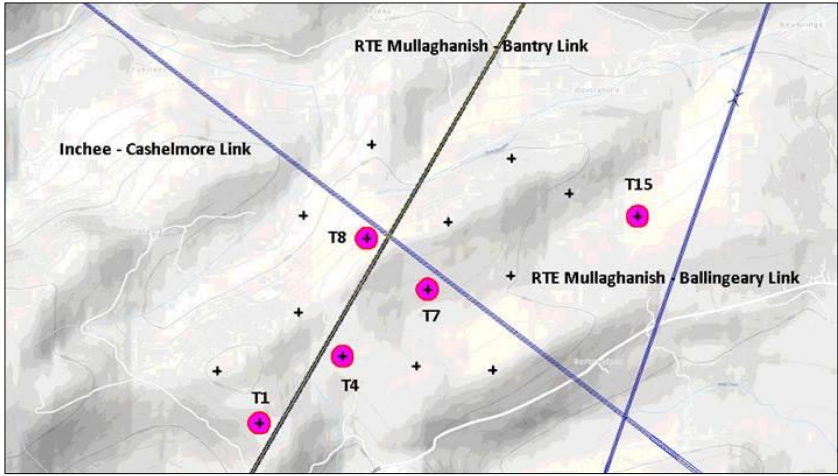 RTE Mullaghanish - Bantry Link
Inchee - Cashelmore Link
T15
T8
RTE Mullaghanish - Ballingeary Link
T7
T4
T1